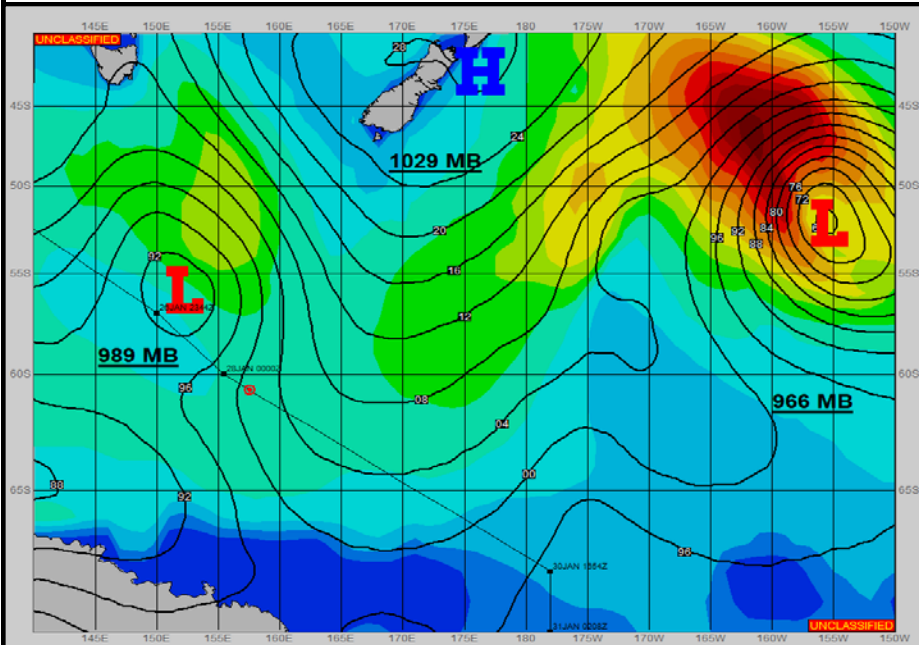 145E 150E 155E 160E 165E 170E 175E 180 175W 170W 165W 160W 155W 150W
UNCLASSIFIED
28
H
45S 45S
24
1029 MB
50S 50S
76
72
80
L
20
84
96 92
88
92
16
55S 55S
L
12
989 MB
28JAN 0000Z
60S 60S
96
08
966 MB
04
00
65S 65S
88
92
96
30JAN 1554Z
UNCLASSIFIED
31JAN 0208Z
145E 150E 155E 160E 165E 170E 175E 180 175W 170W 165W 160W 155W 150W